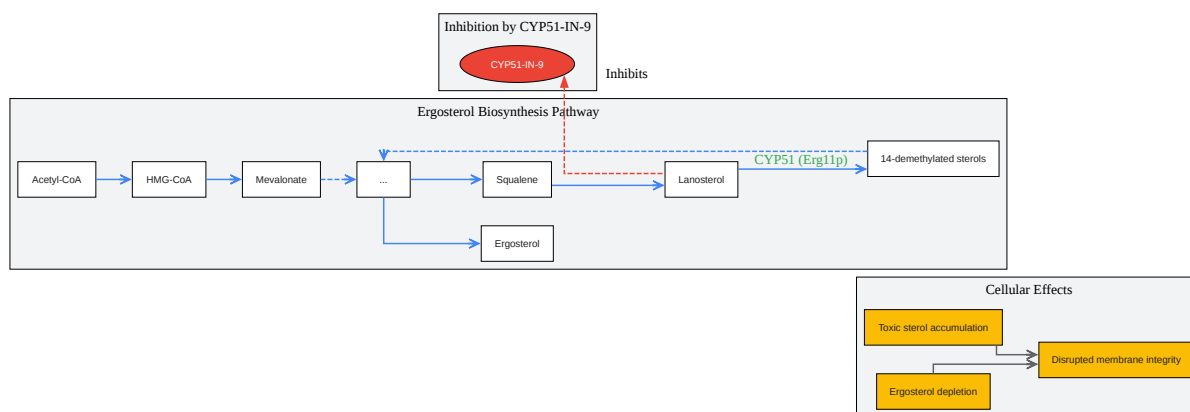 Inhibition by CYP51-IN-9
CYP51-IN-9
Inhibits
Ergosterol Biosynthesis Pathway
CYP51 (Erg11p)
14-demethylated sterols
Acetyl-CoA
HMG-CoA
Mevalonate
...
Squalene
Lanosterol
Ergosterol
Cellular Effects
Toxic sterol accumulation
Disrupted membrane integrity
Ergosterol depletion